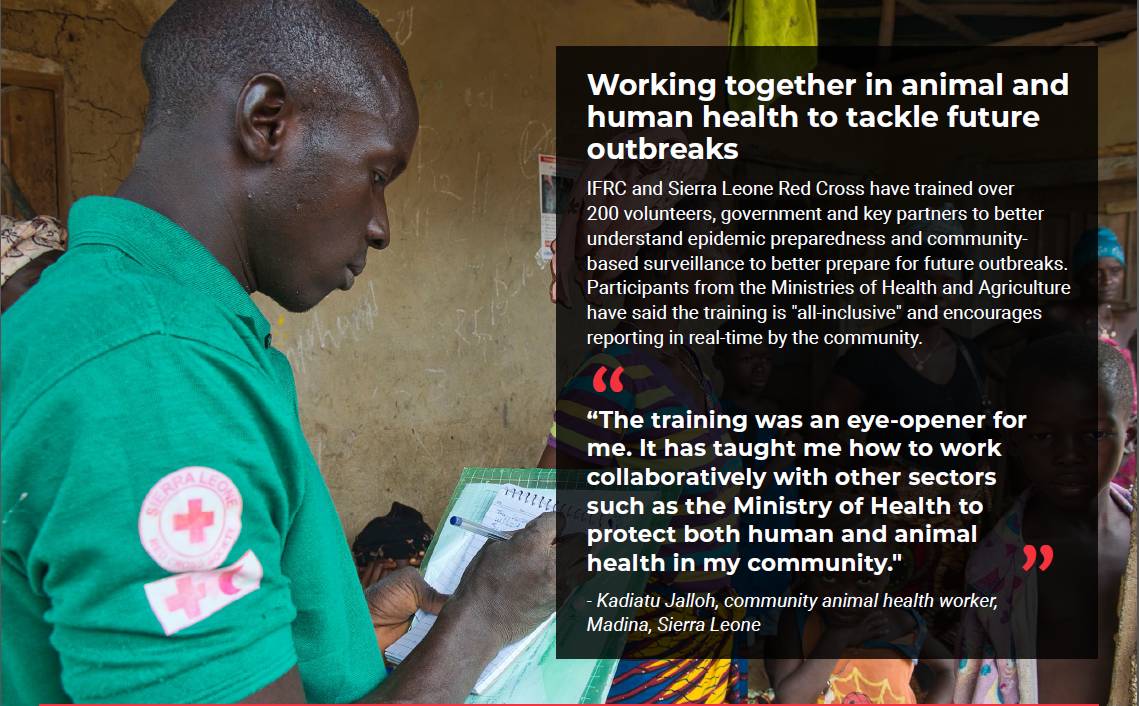 Working together in animal and
human health to tackle future
outbreaks
IFRC and Sierra Leone Red Cross have trained over
200 volunteers, government and key partners to better
understand epidemic preparedness and community-
based surveillance to better prepare for future outbreaks.
Participants from the Ministries of Health and Agriculture
have said the training is "all-inclusive" and encourages
reporting in real-time by the community.
“
“The training was an eye-opener for
me. It has taught me how to work
collaboratively with other sectors
such as the Ministry of Health to
protect both human and animal
health in my community."
”
- Kadiatu Jalloh, community animal health worker,
Madina, Sierra Leone
SIERRA LEONE
RED CROSS SOCIETY